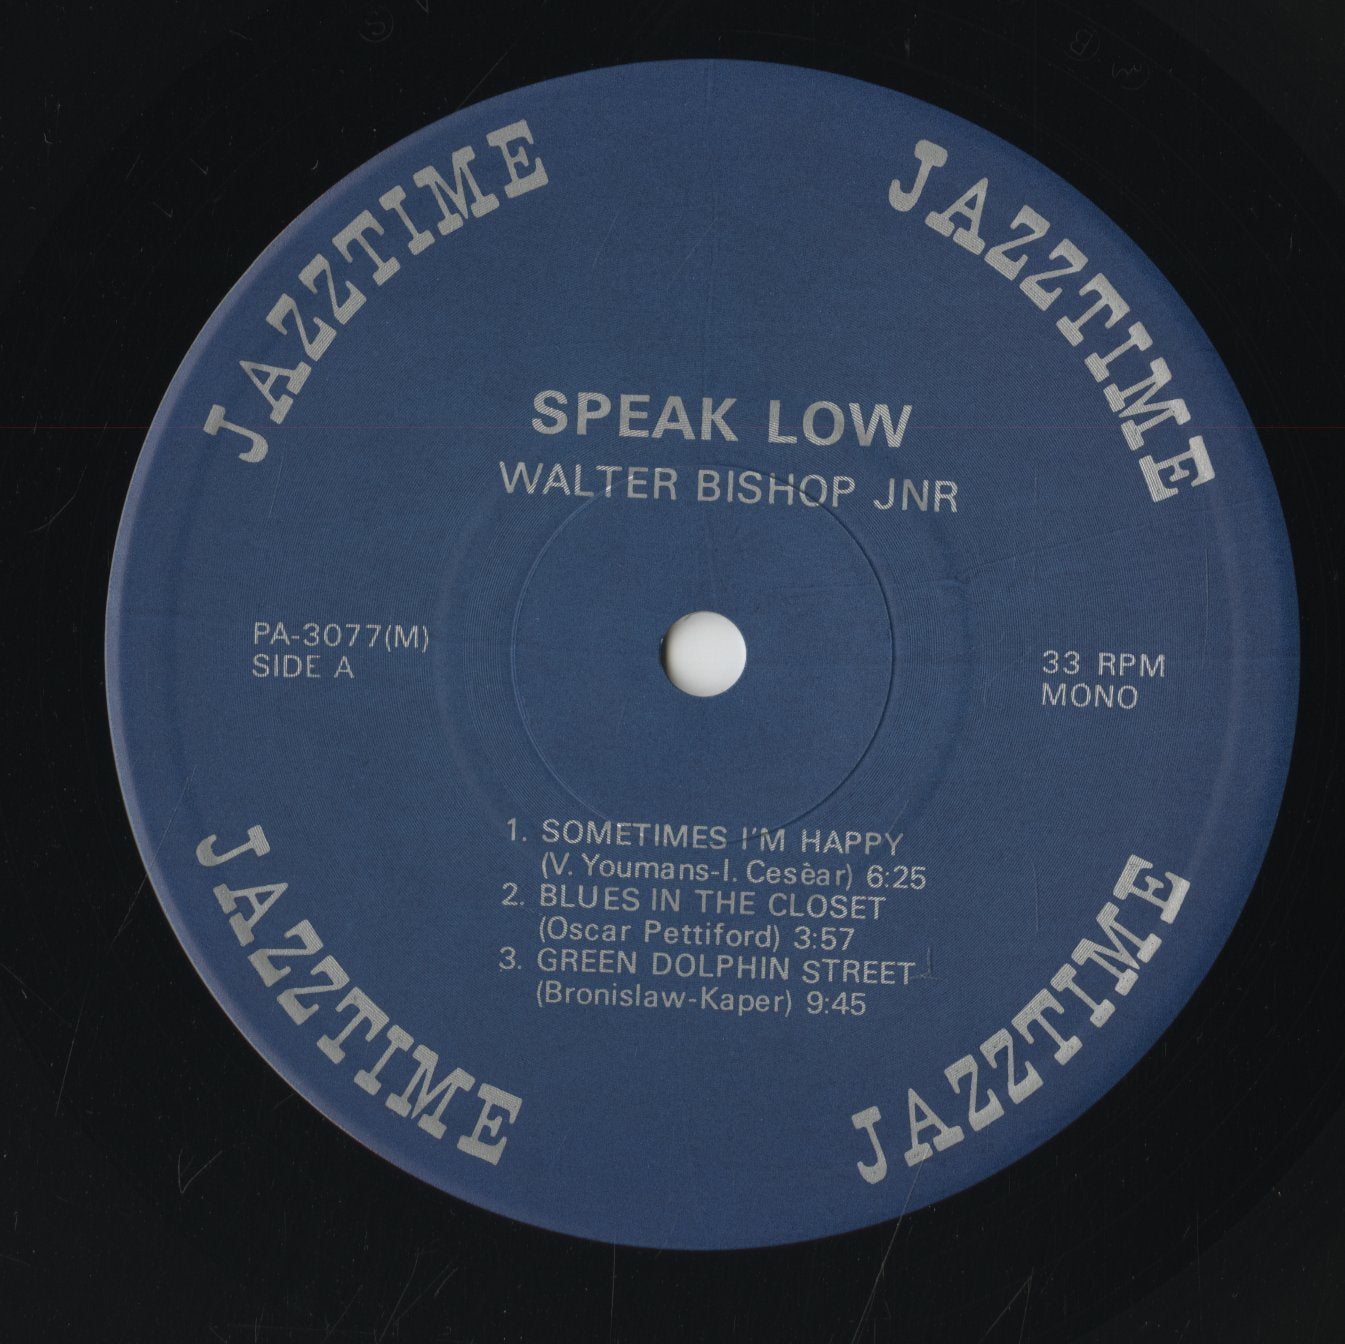 JAZZTIME
JAZZTIME
SPEAK LOW
WALTER BISHOP JNR
PA-3077(M)
SIDE A
33 RPM
MONO
1. SOMETIMES I'M HAPPY
(V. Youmans-I. Cesèar) 6:25
2. BLUES IN THE CLOSET
(Oscar Pettiford) 3:57
3. GREEN DOLPHIN STREET
(Bronislaw-Kaper) 9:45
JAZZTIME
JAZZTIME